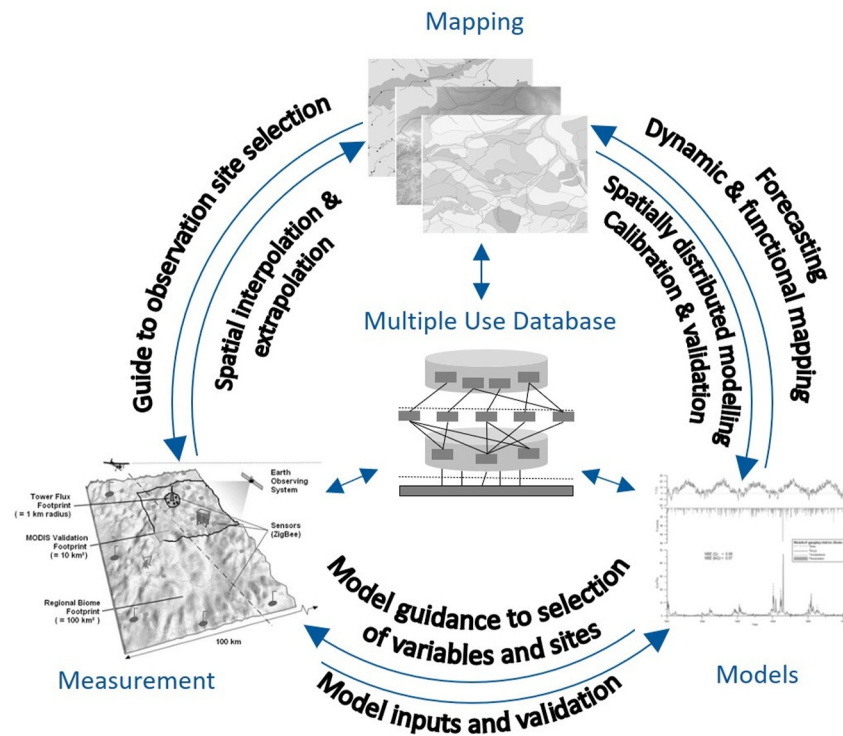 Mapping
Guide to observation site selection
Spatial interpolation &
extrapolation
Forecasting
Dynamic & functional mapping
Spatially distributed modelling
Calibration & validation
Multiple Use Database
Tower Flux
Footprint
(= 1 km radius)
MODIS Validation
Footprint
(= 10 km²)
Regional Biome
Footprint
(= 100 km²)
Earth
Observing
System
Sensors
(ZigBee)
100 km
Measurement
Model guidance to selection
of variables and sites
Model inputs and validation
Models